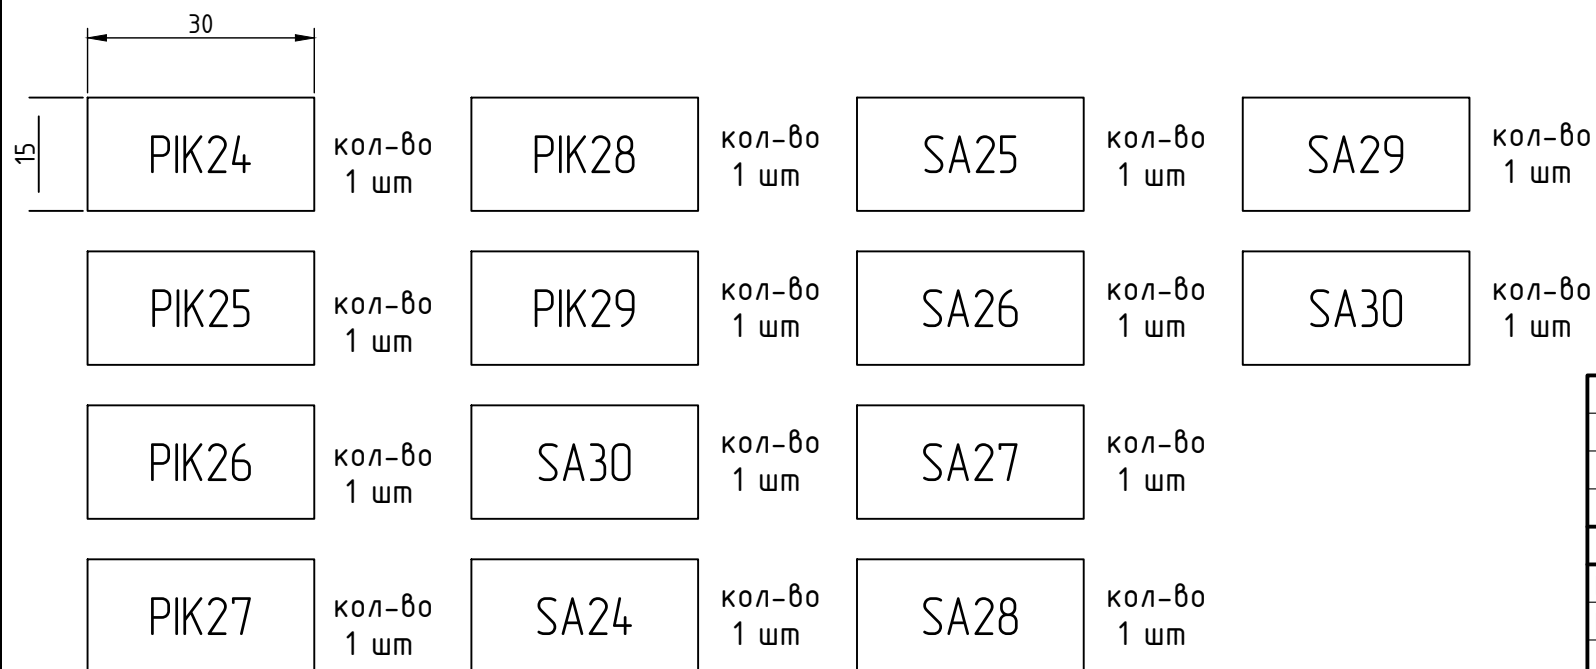 30
15
PIK24
кол-во
1 шт
PIK28
кол-во
1 шт
SA25
кол-во
1 шт
SA29
кол-во
1 шт
PIK25
кол-во
1 шт
PIK29
кол-во
1 шт
SA26
кол-во
1 шт
SA30
кол-во
1 шт
PIK26
кол-во
1 шт
SA30
кол-во
1 шт
SA27
кол-во
1 шт
PIK27
кол-во
1 шт
SA24
кол-во
1 шт
SA28
кол-во
1 шт